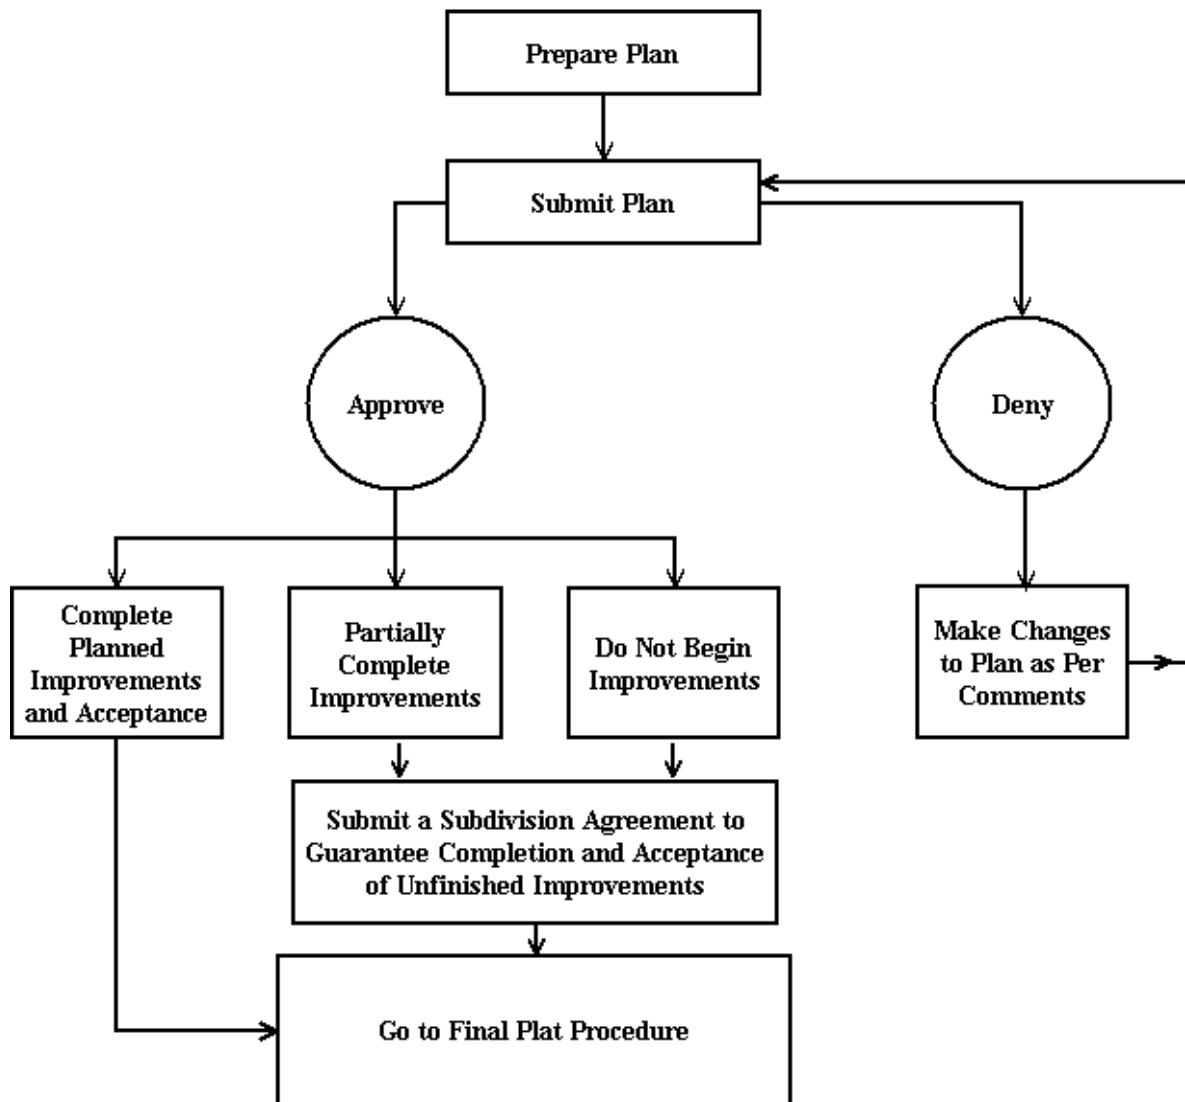 Prepare Plan
Submit Plan
Approve
Deny
Complete
Planned
Improvements
and Acceptance
Partially
Complete
Improvements
Do Not Begin
Improvements
Make Changes
to Plan as Per
Comments
Submit a Subdivision Agreement to
Guarantee Completion and Acceptance
of Unfinished Improvements
Go to Final Plat Procedure